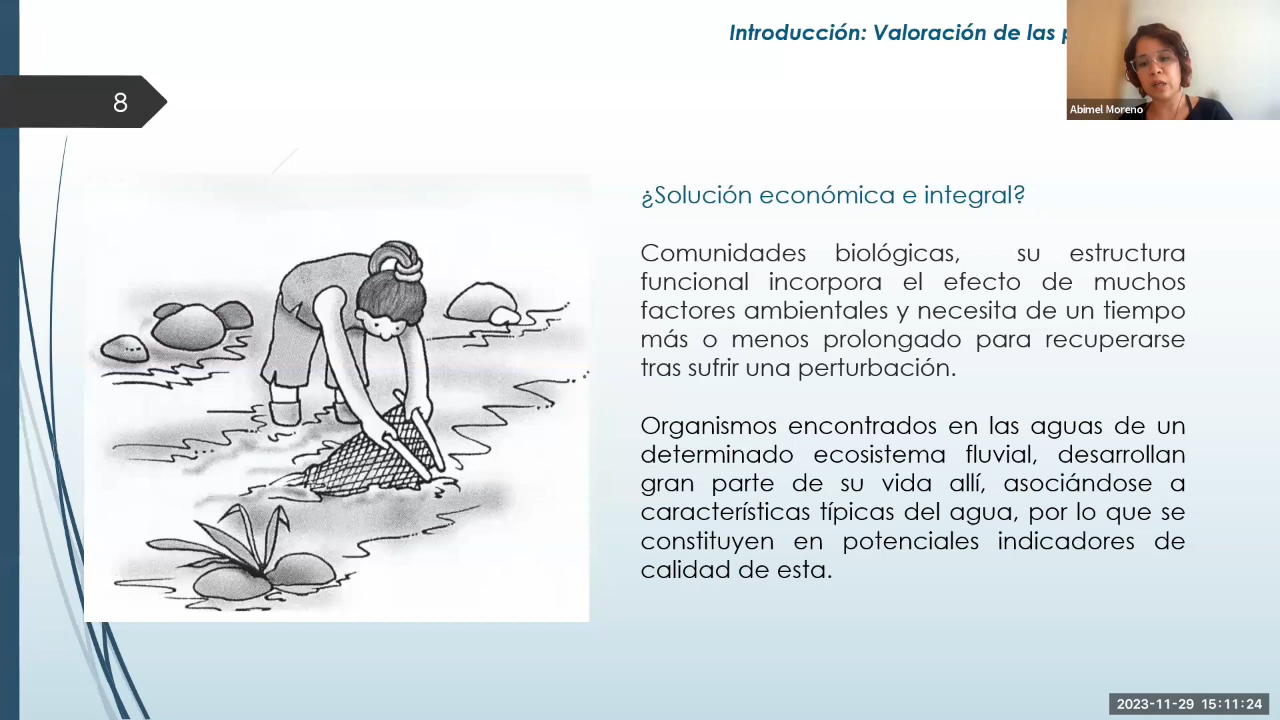 Introducción: Valoración de las
Abimel Moreno
8
¿Solución económica e integral?
Comunidades biológicas, su estructura
funcional incorpora el efecto de muchos
factores ambientales y necesita de un tiempo
más o menos prolongado para recuperarse
tras sufrir una perturbación.
Organismos encontrados en las aguas de un
determinado ecosistema fluvial, desarrollan
gran parte de su vida allí, asociándose a
características típicas del agua, por lo que se
constituyen en potenciales indicadores de
calidad de esta.
2023-11-29 15:11:24